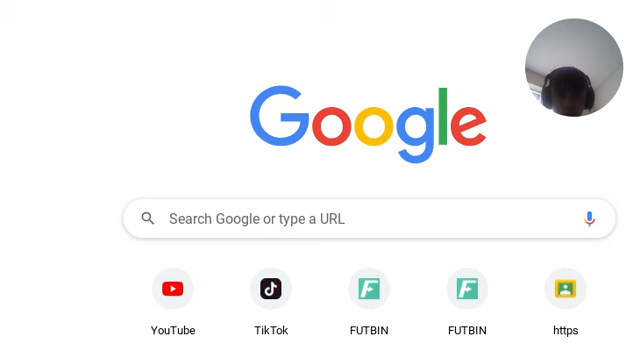 Google
Search Google or type a URL
YouTube
TikTok
FUTBIN
FUTBIN
https